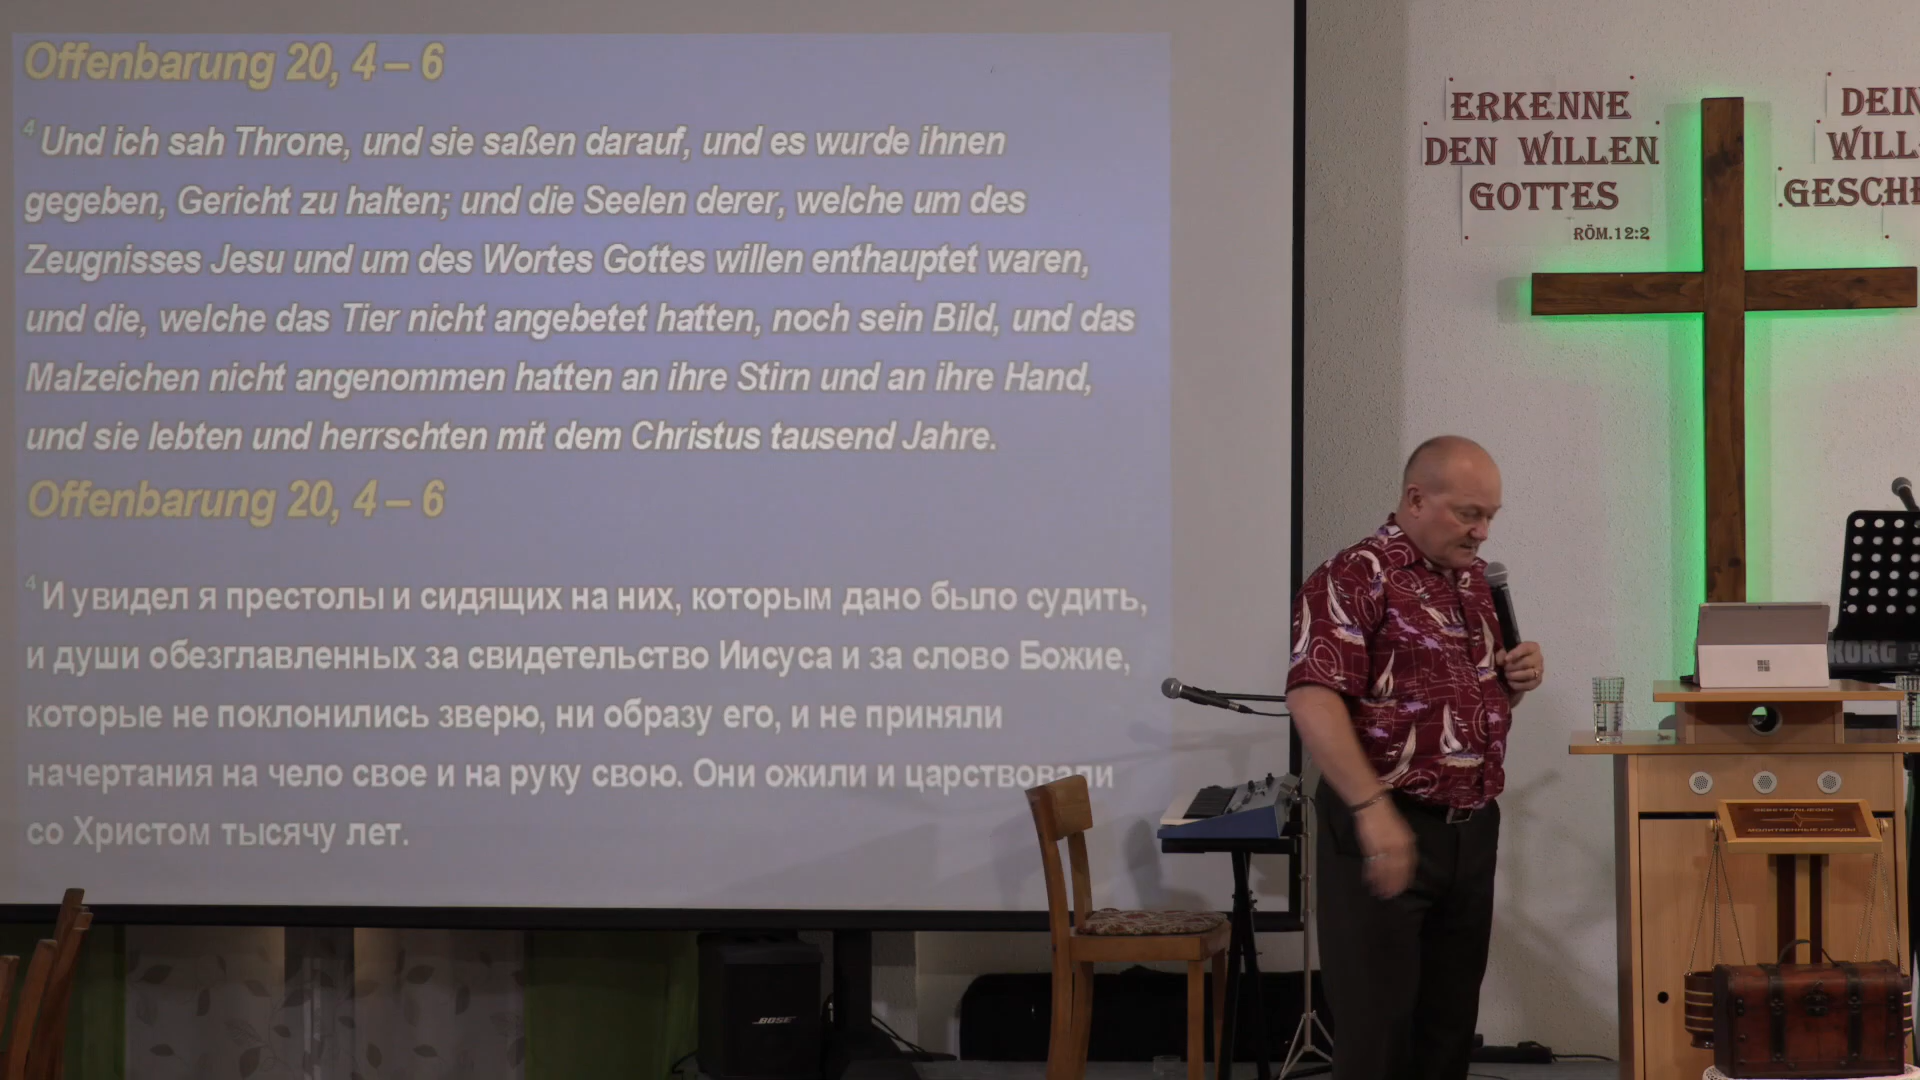 Offenbarung 20, 4 – 6
4 Und ich sah Throne, und sie saßen darauf, und es wurde ihnen
gegeben, Gericht zu halten; und die Seelen derer, welche um des
Zeugnisses Jesu und um des Wortes Gottes willen enthauptet waren,
und die, welche das Tier nicht angebetet hatten, noch sein Bild, und das
Malzeichen nicht angenommen hatten an ihre Stirn und an ihre Hand,
und sie lebten und herrschten mit dem Christus tausend Jahre.
Offenbarung 20, 4 – 6
4 И увидел я престолы и сидящих на них, которым дано было судить,
и души обезглавленных за свидетельство Иисуса и за слово Божие,
которые не поклонились зверю, ни образу его, и не приняли
начертания на чело свое и на руку свою. Они ожили и царствовали
со Христом тысячу лет.
ERKENNE
DEN WILLEN
GOTTES
RÖM.12:2
DEIN
WILL
GESCHE
KORG
GEBETSANLIEGEN
МОЛИТВЕННЫЕ НУЖДЫ
BOSE